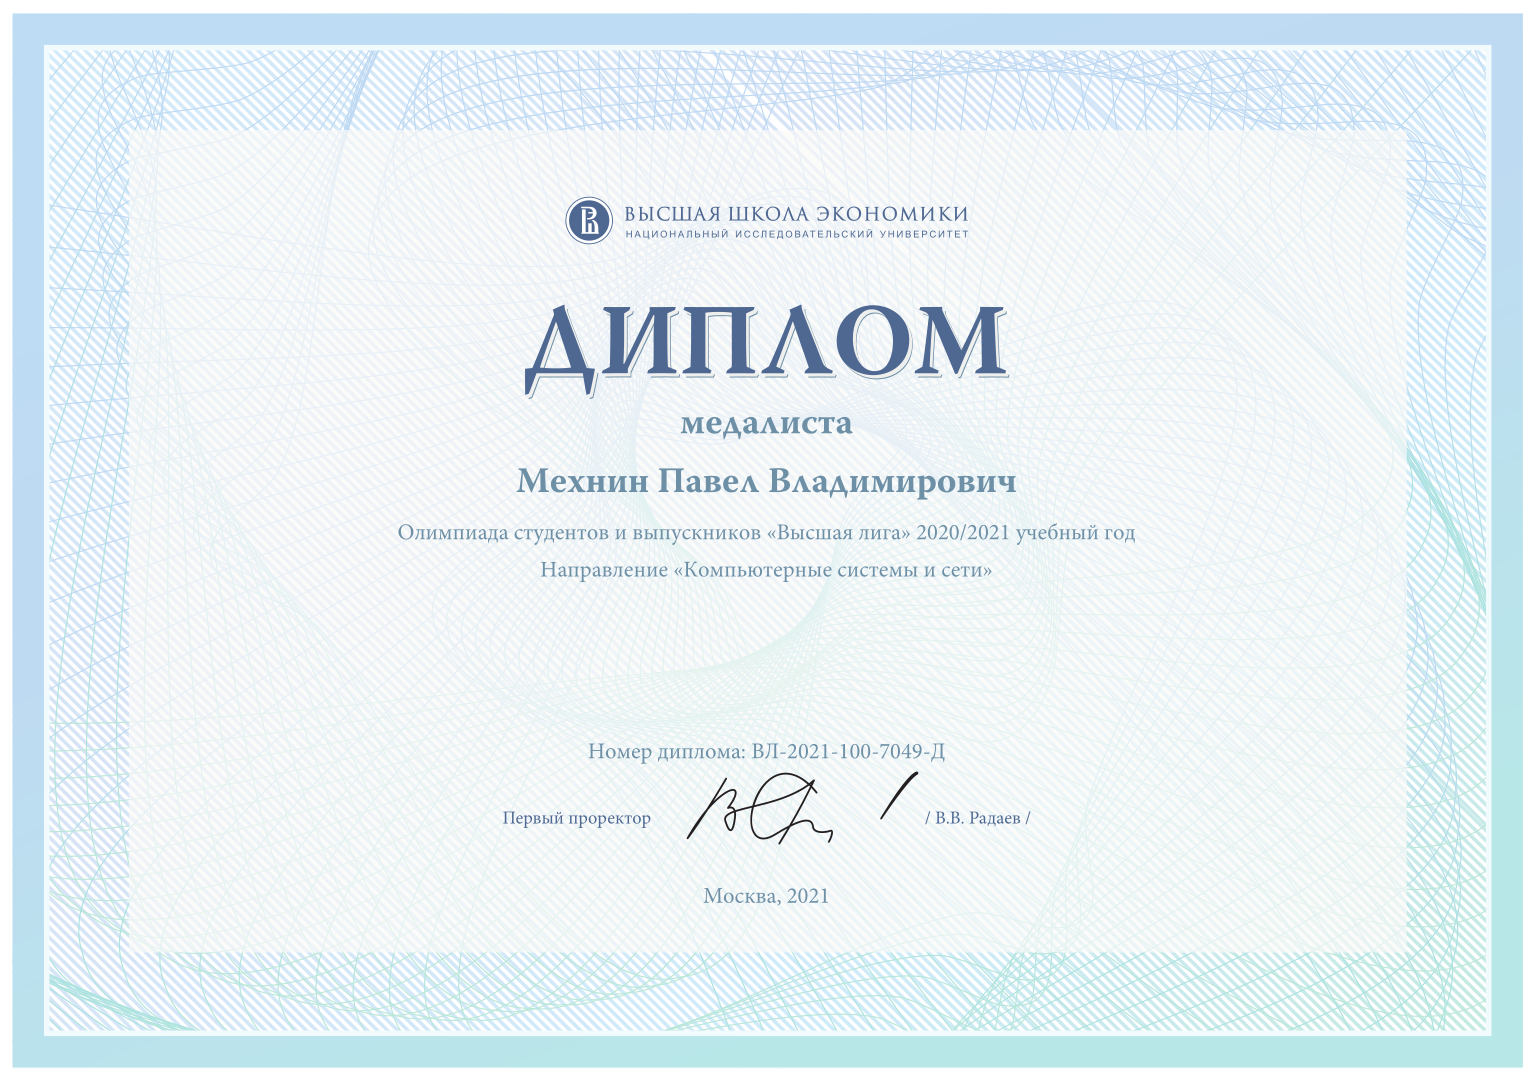 ВЫСШАЯ ШКОЛА ЭКОНОМИКИ
НАЦИОНАЛЬНЫЙ ИССЛЕДОВАТЕЛЬСКИЙ УНИВЕРСИТЕТ
ДИПЛОМ
медалиста
Мехнин Павел Владимирович
Олимпиада студентов и выпускников «Высшая лига» 2020/2021 учебный год
Направление «Компьютерные системы и сети»
Номер диплома: ВЛ-2021-100-7049-Д
Первый проректор / В.В. Радаев /
Москва, 2021